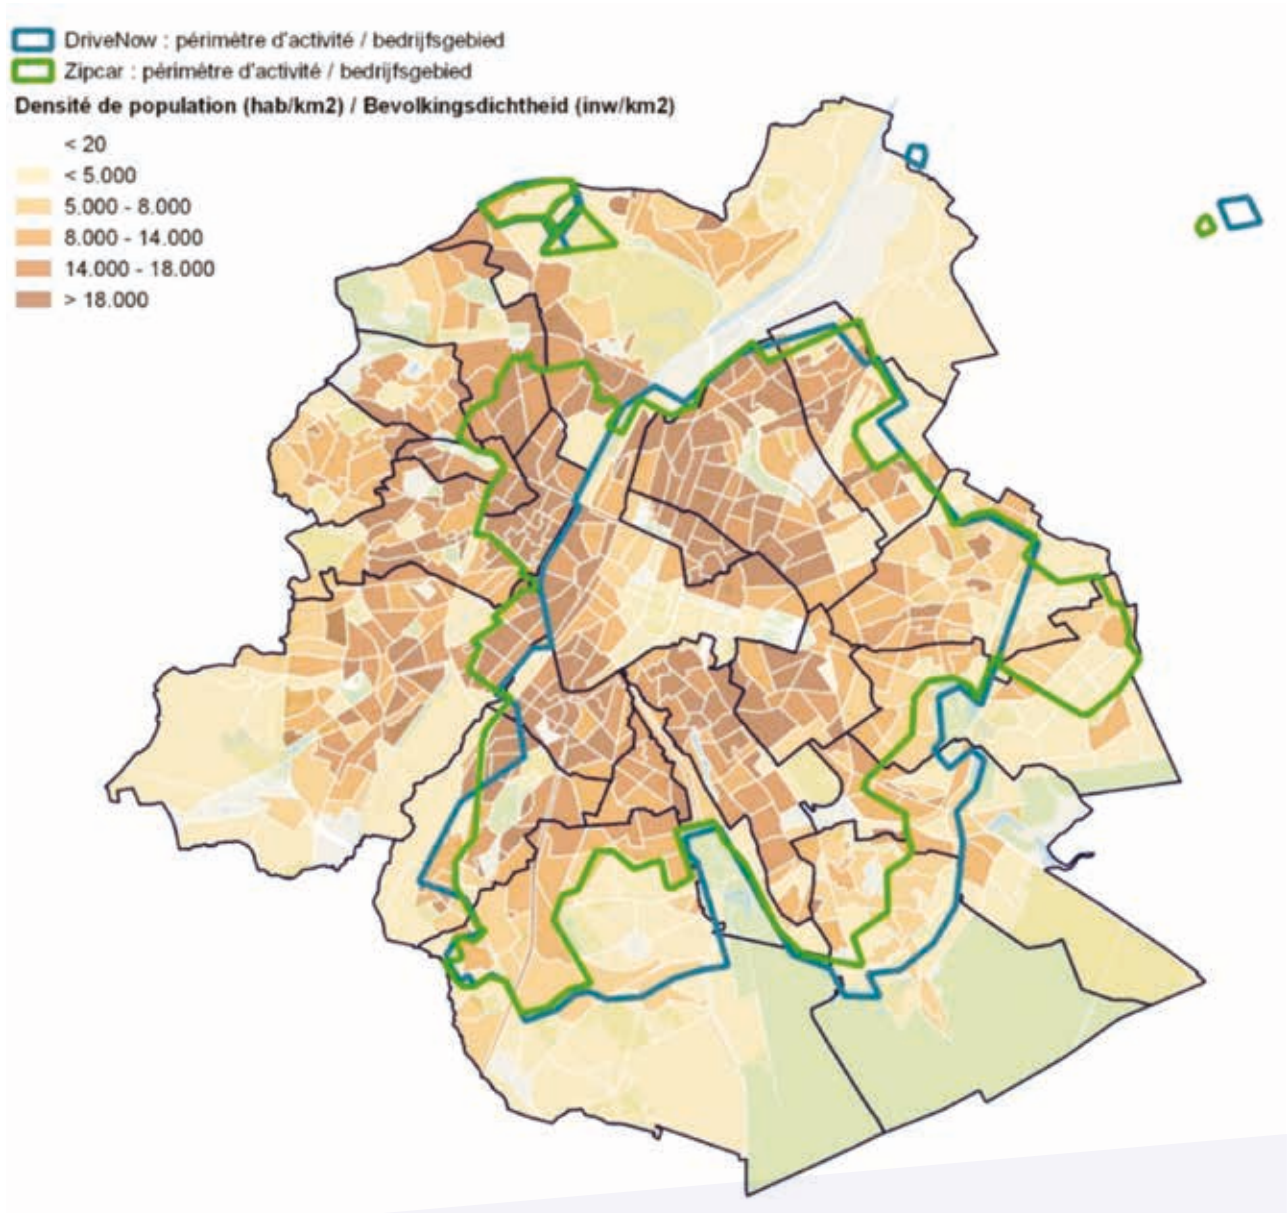 DriveNow : périmètre d'activité / bedrijfsgebied
Zipcar : périmètre d'activité / bedrijfsgebied
Densité de population (hab/km2) / Bevolkingsdichtheid (inw/km2)
< 20
< 5.000
5.000 - 8.000
8.000 - 14.000
14.000 - 18.000
> 18.000